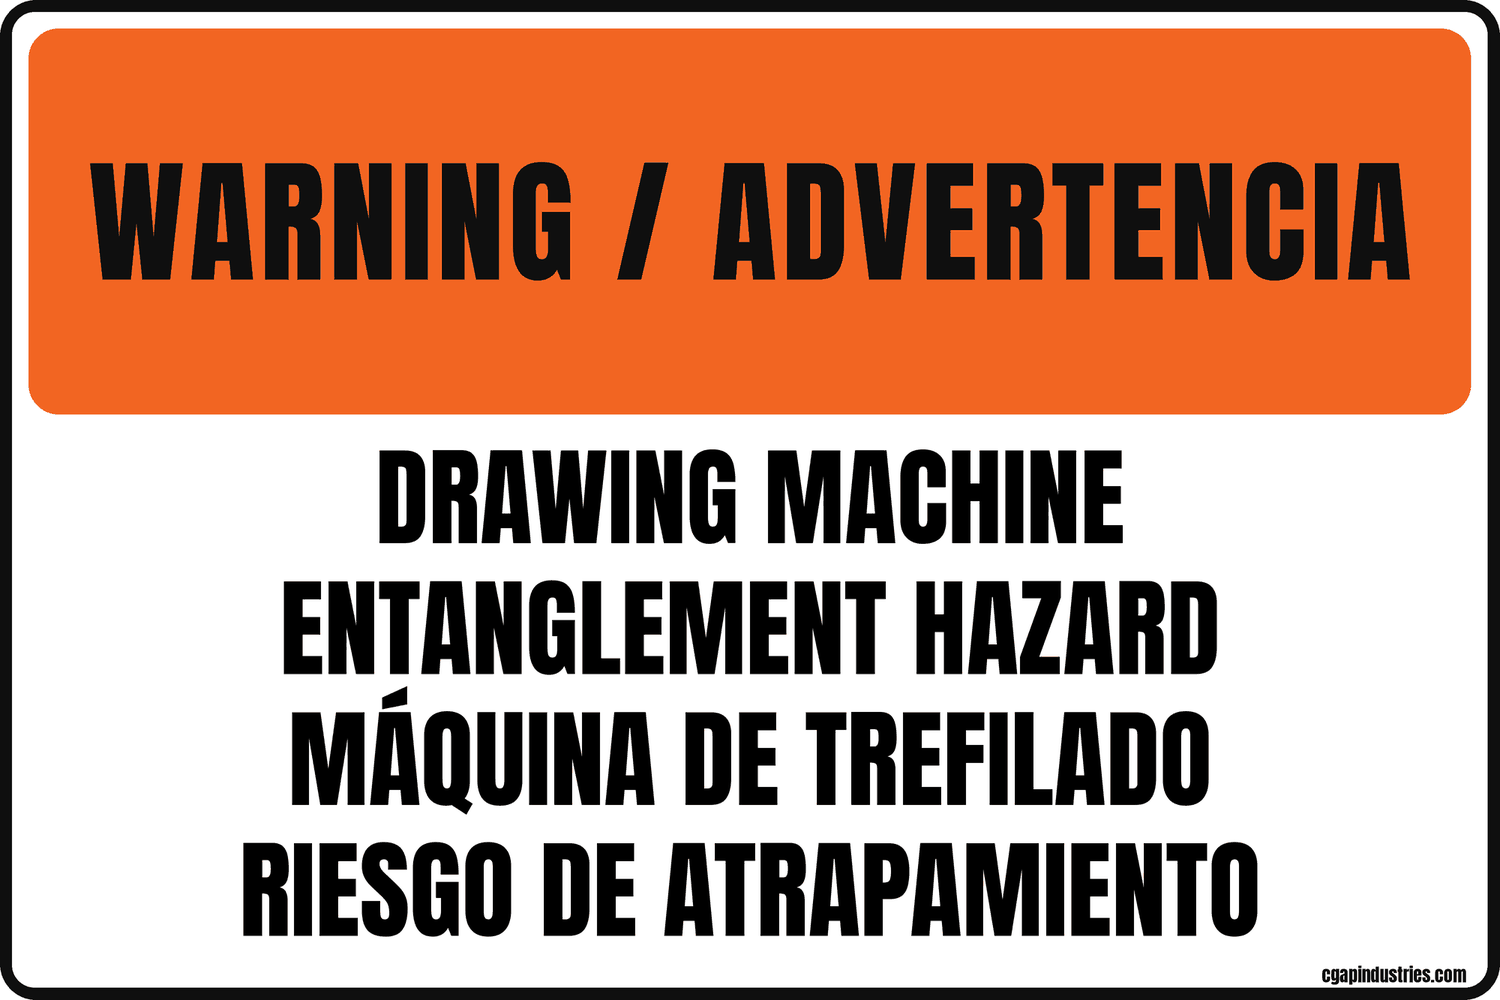 WARNING / ADVERTENCIA
DRAWING MACHINE
ENTANGLEMENT HAZARD
MÁQUINA DE TREFILADO
RIESGO DE ATRAPAMIENTO
cgapindustries.com